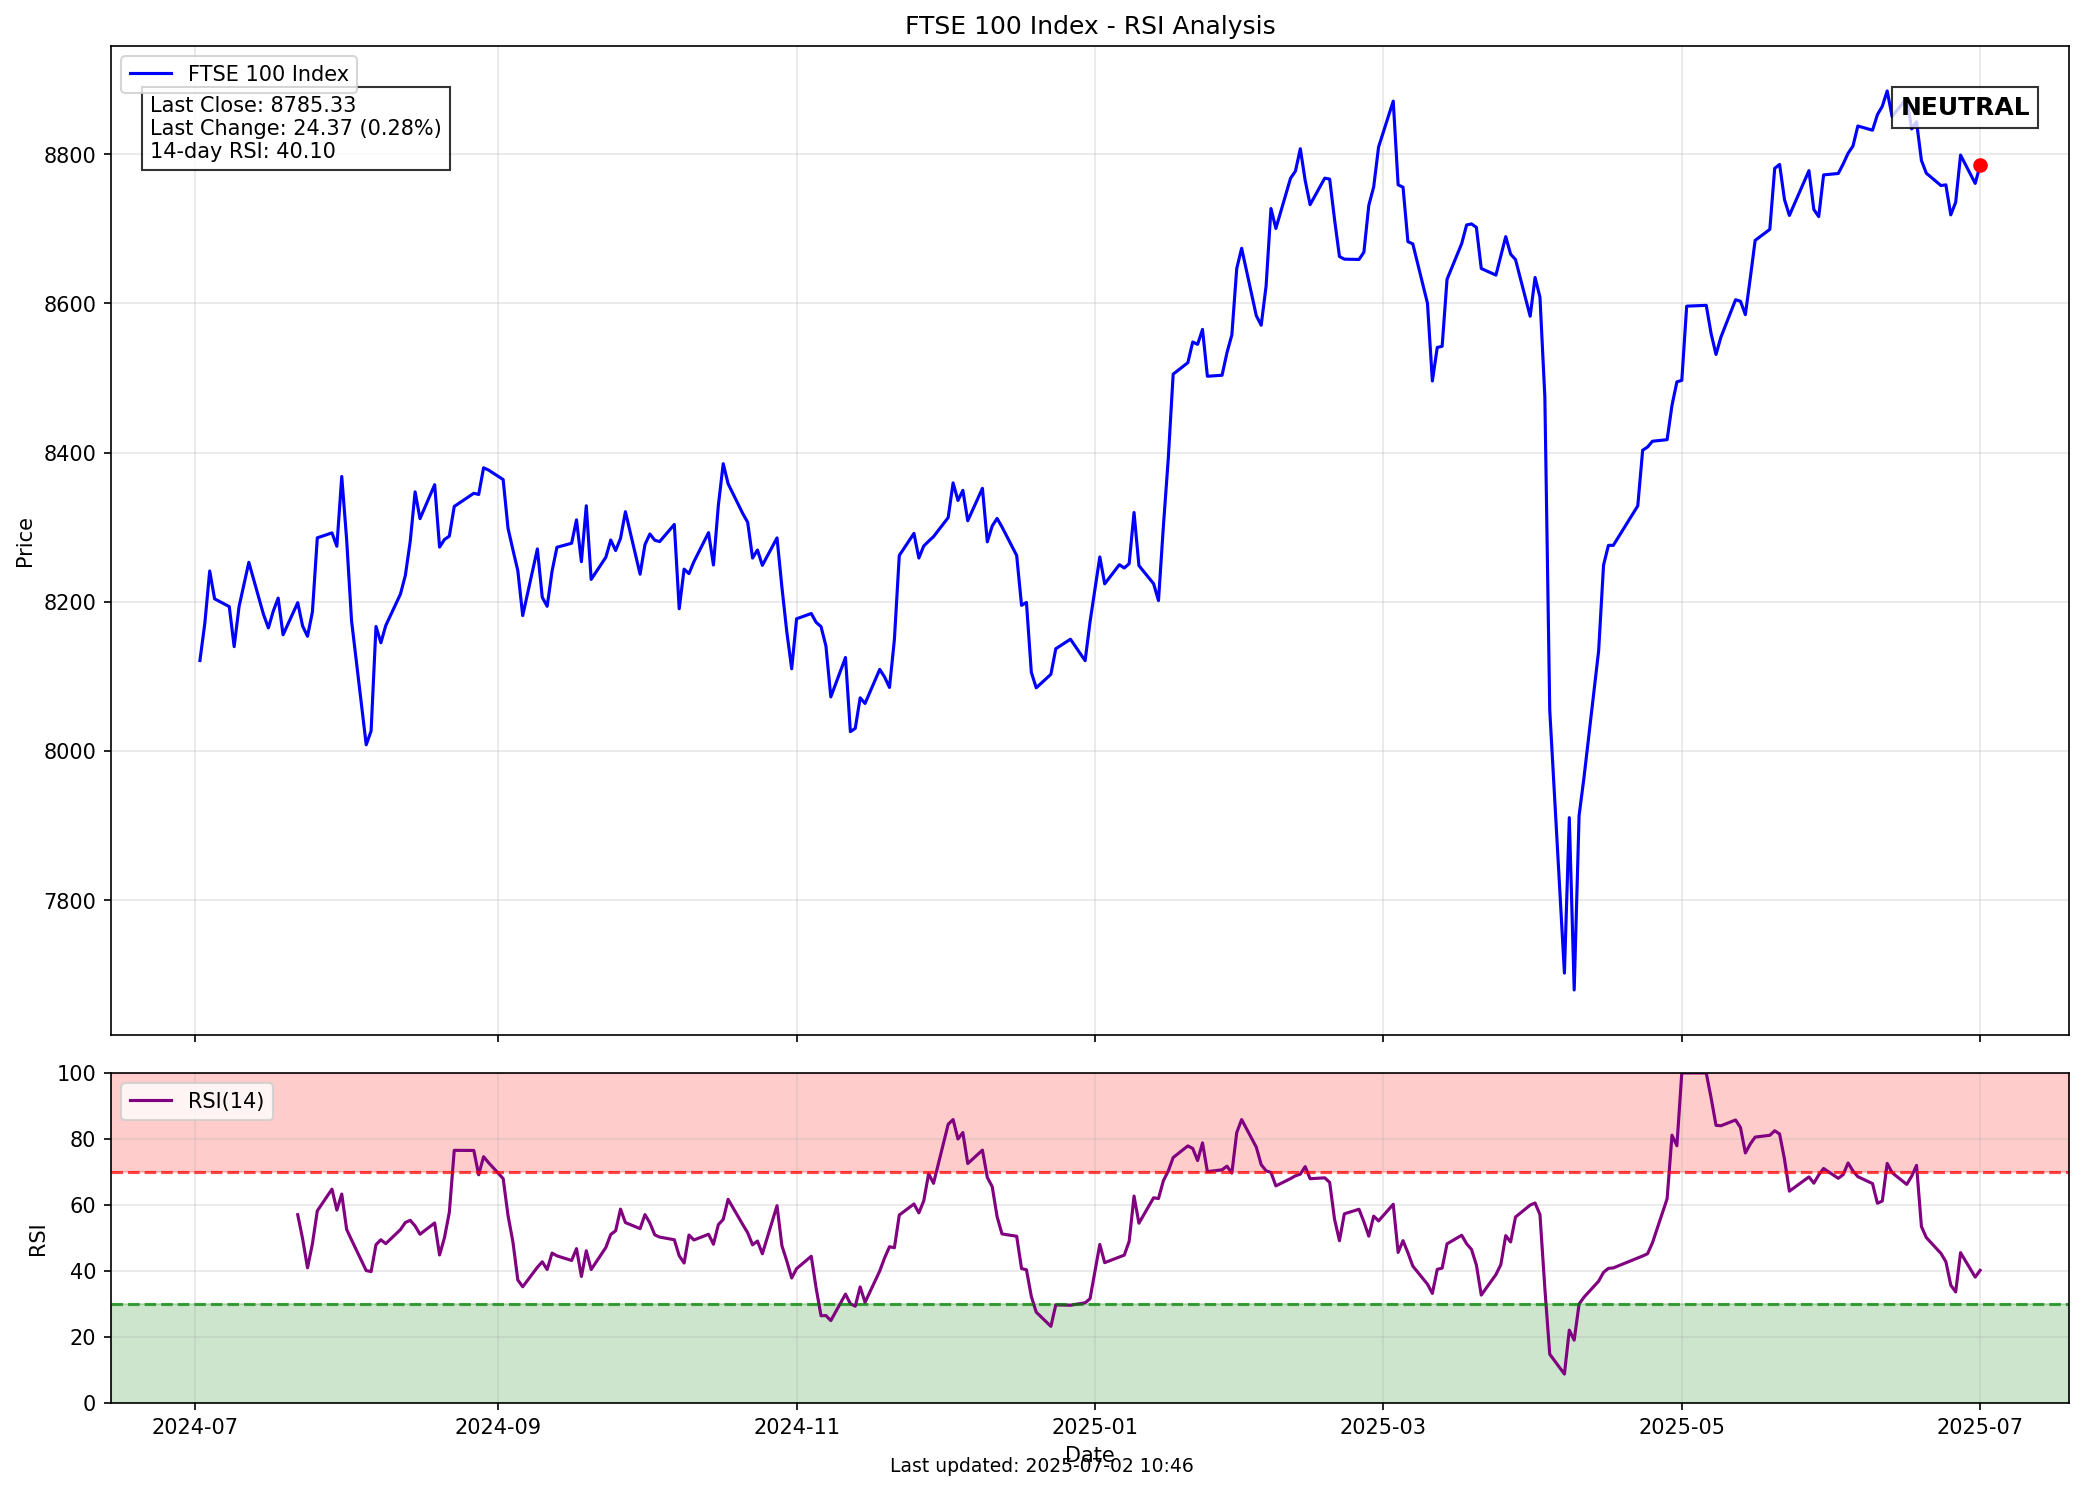 FTSE 100 Index - RSI Analysis
FTSE 100 Index
Last Close: 8785.33
Last Change: 24.37 (0.28%)
14-day RSI: 40.10
NEUTRAL
Price
8800
8600
8400
8200
8000
7800
RSI(14)
RSI
100
80
60
40
20
0
2024-07
2024-09
2024-11
2025-01
2025-03
2025-05
2025-07
Date
Last updated: 2025-07-02 10:46